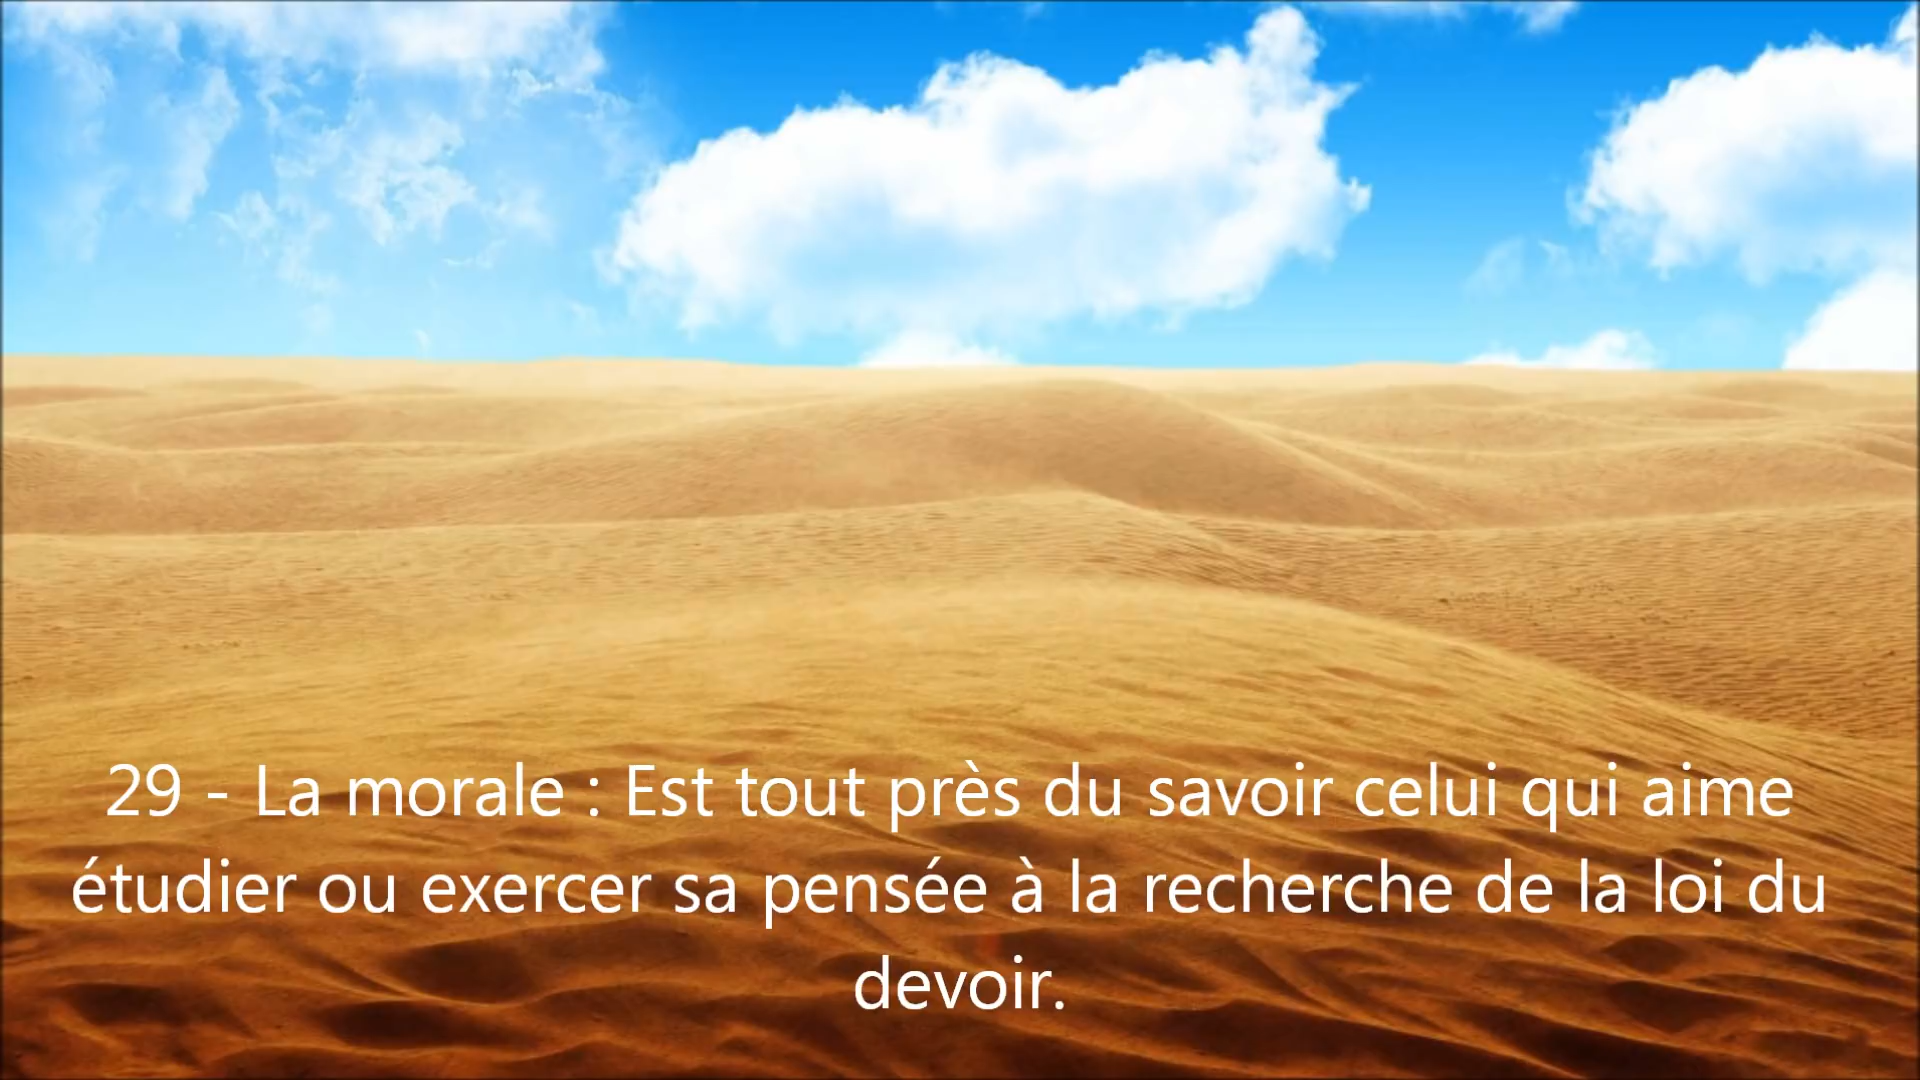 29 - La morale : Est tout près du savoir celui qui aime
étudier ou exercer sa pensée à la recherche de la loi du
devoir.